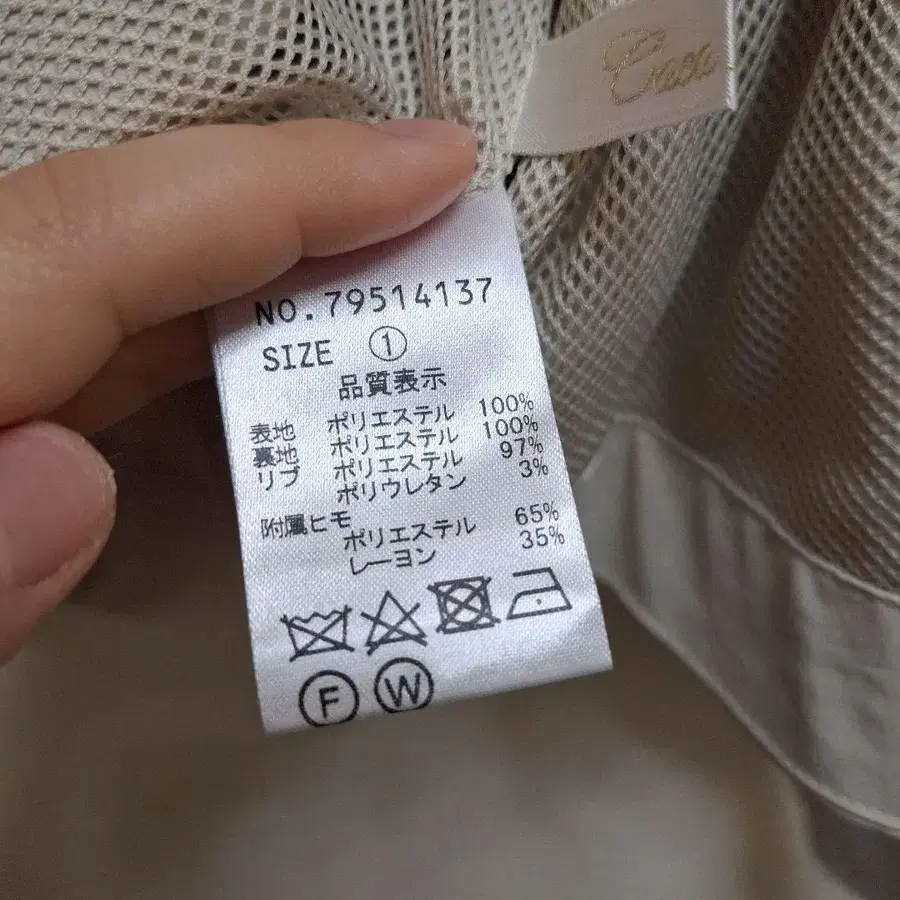 NO.79514137
SIZE ①
品質表示
表地 ポリエステル 100%
裏地 ポリエステル 100%
リブ ポリエステル 97%
ポリウレタン 3%
附属ヒモ
ポリエステル 65%
レーヨン 35%
F W